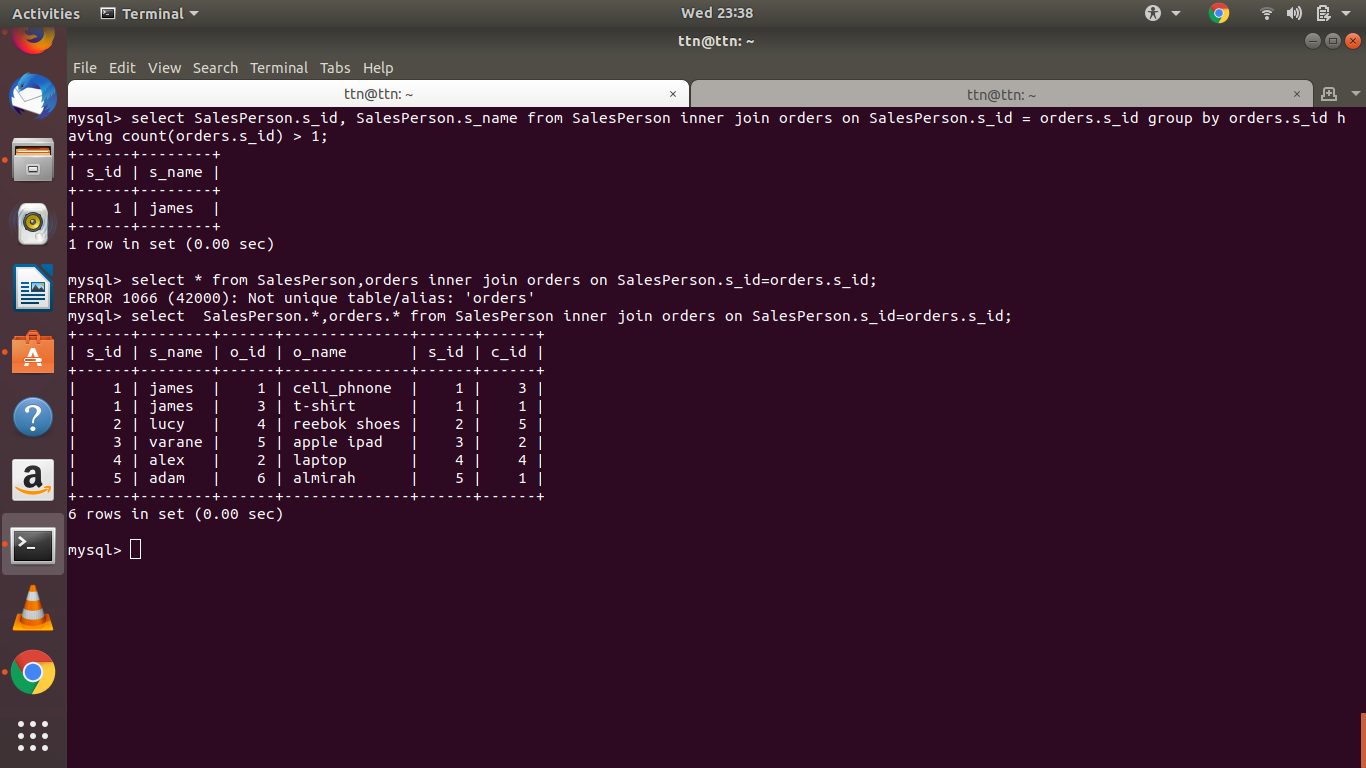 Activities Terminal Wed 23:38
ttn@ttn: ~
File Edit View Search Terminal Tabs Help
ttn@ttn: ~ × ttn@ttn: ~ ×
mysql> select SalesPerson.s_id, SalesPerson.s_name from SalesPerson inner join orders on SalesPerson.s_id = orders.s_id group by orders.s_id h
aving count(orders.s_id) > 1;
+------+--------+
| s_id | s_name |
+------+--------+
|    1 | james  |
+------+--------+
1 row in set (0.00 sec)
mysql> select * from SalesPerson,orders inner join orders on SalesPerson.s_id=orders.s_id;
ERROR 1066 (42000): Not unique table/alias: 'orders'
mysql> select  SalesPerson.*,orders.* from SalesPerson inner join orders on SalesPerson.s_id=orders.s_id;
+------+--------+------+--------------+------+------+
| s_id | s_name | o_id | o_name       | s_id | c_id |
+------+--------+------+--------------+------+------+
|    1 | james  |    1 | cell_phnone  |    1 |    3 |
|    1 | james  |    3 | t-shirt      |    1 |    1 |
|    2 | lucy   |    4 | reebok shoes |    2 |    5 |
|    3 | varane |    5 | apple ipad   |    3 |    2 |
|    4 | alex   |    2 | laptop       |    4 |    4 |
|    5 | adam   |    6 | almirah      |    5 |    1 |
+------+--------+------+--------------+------+------+
6 rows in set (0.00 sec)
mysql>